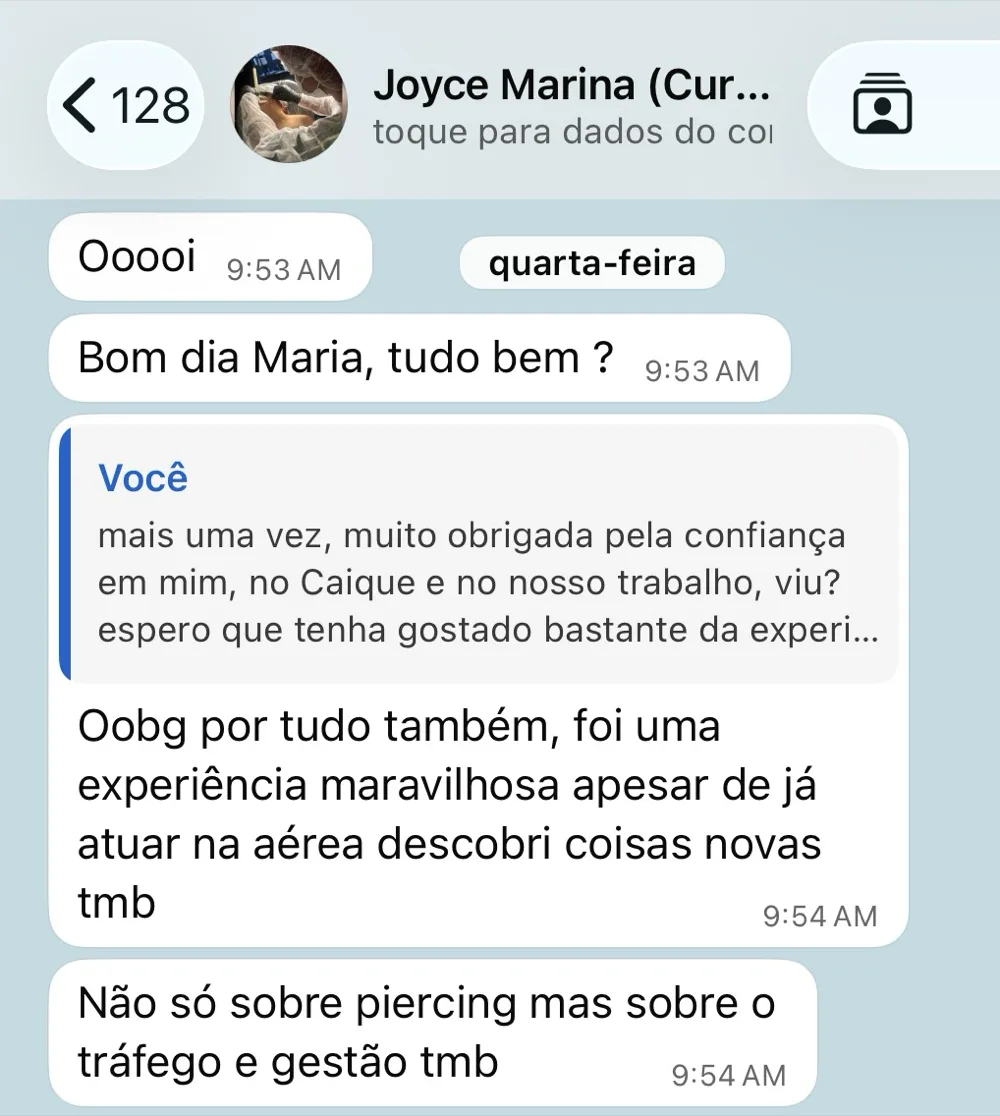 128
Joyce Marina (Cur...
toque para dados do co
Ooooi 9:53 AM
quarta-feira
Bom dia Maria, tudo bem ? 9:53 AM
Você
mais uma vez, muito obrigada pela confiança
em mim, no Caique e no nosso trabalho, viu?
espero que tenha gostado bastante da experi...
Oobg por tudo também, foi uma
experiência maravilhosa apesar de já
atuar na aérea descobri coisas novas
tmb
9:54 AM
Não só sobre piercing mas sobre o
tráfego e gestão tmb 9:54 AM